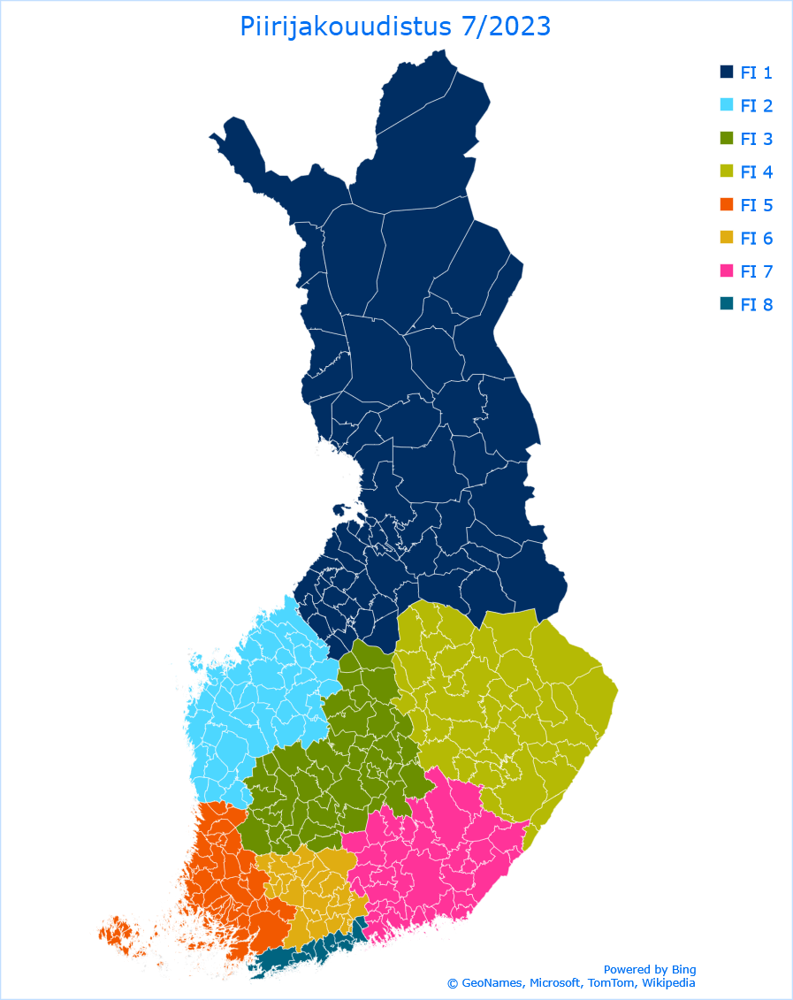 Piirijakouudistus 7/2023
FI 1
FI 2
FI 3
FI 4
FI 5
FI 6
FI 7
FI 8
Powered by Bing
© GeoNames, Microsoft, TomTom, Wikipedia